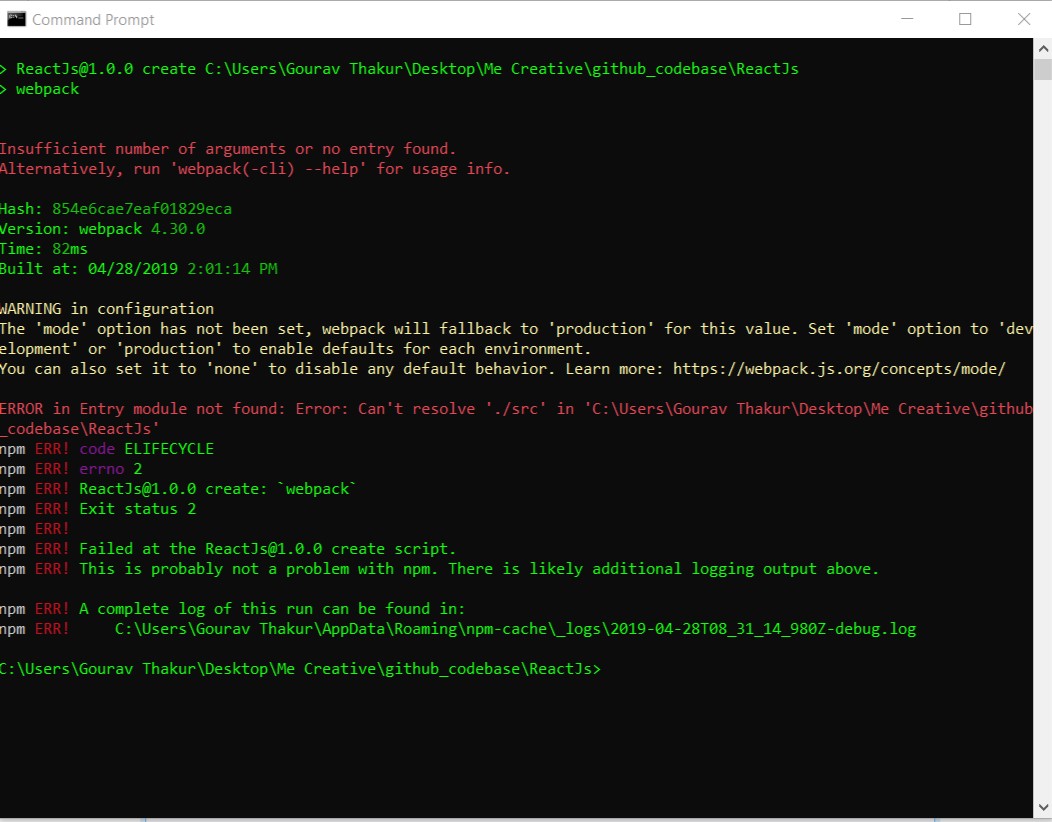 Command Prompt
> ReactJs@1.0.0 create C:\Users\Gourav Thakur\Desktop\Me Creative\github_codebase\ReactJs
> webpack
Insufficient number of arguments or no entry found.
Alternatively, run 'webpack(-cli) --help' for usage info.
Hash: 854e6cae7eaf01829eca
Version: webpack 4.30.0
Time: 82ms
Built at: 04/28/2019 2:01:14 PM
WARNING in configuration
The 'mode' option has not been set, webpack will fallback to 'production' for this value. Set 'mode' option to 'dev
elopment' or 'production' to enable defaults for each environment.
You can also set it to 'none' to disable any default behavior. Learn more: https://webpack.js.org/concepts/mode/
ERROR in Entry module not found: Error: Can't resolve './src' in 'C:\Users\Gourav Thakur\Desktop\Me Creative\github
_codebase\ReactJs'
npm ERR! code ELIFECYCLE
npm ERR! errno 2
npm ERR! ReactJs@1.0.0 create: `webpack`
npm ERR! Exit status 2
npm ERR!
npm ERR! Failed at the ReactJs@1.0.0 create script.
npm ERR! This is probably not a problem with npm. There is likely additional logging output above.
npm ERR! A complete log of this run can be found in:
npm ERR!     C:\Users\Gourav Thakur\AppData\Roaming\npm-cache\_logs\2019-04-28T08_31_14_980Z-debug.log
C:\Users\Gourav Thakur\Desktop\Me Creative\github_codebase\ReactJs>